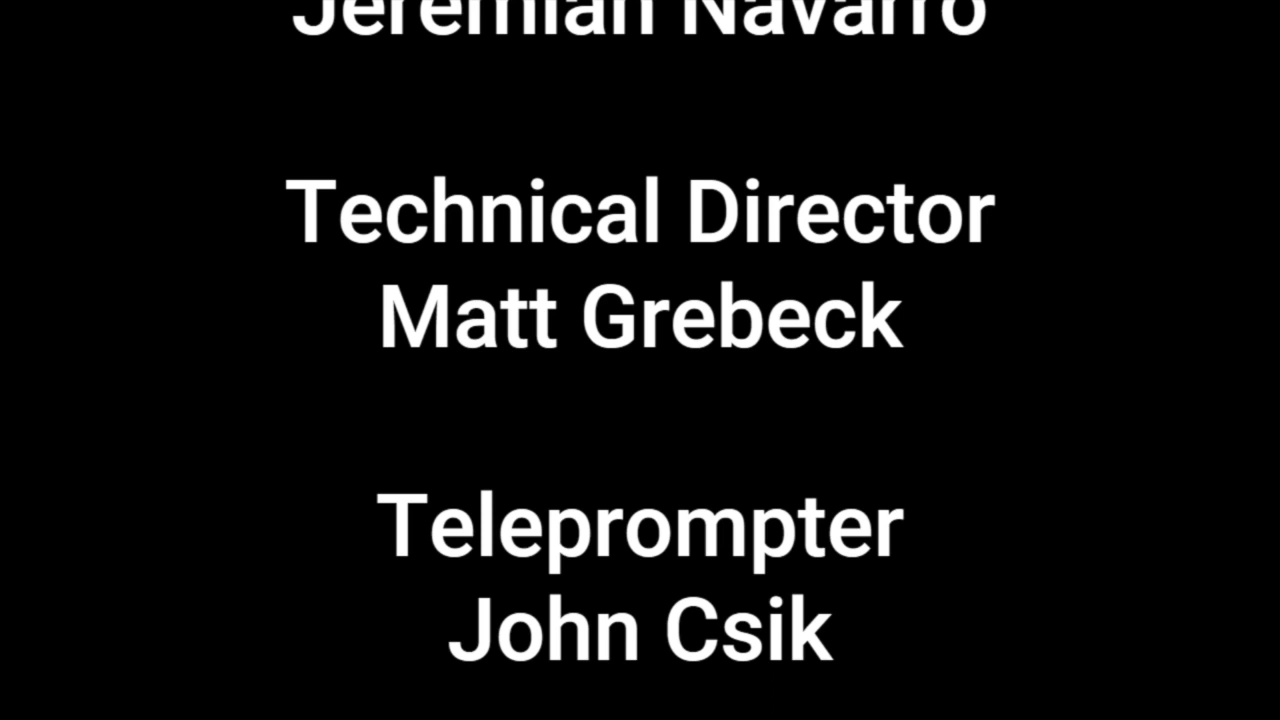 Jeremiah Navarro
Technical Director
Matt Grebeck
Teleprompter
John Csik